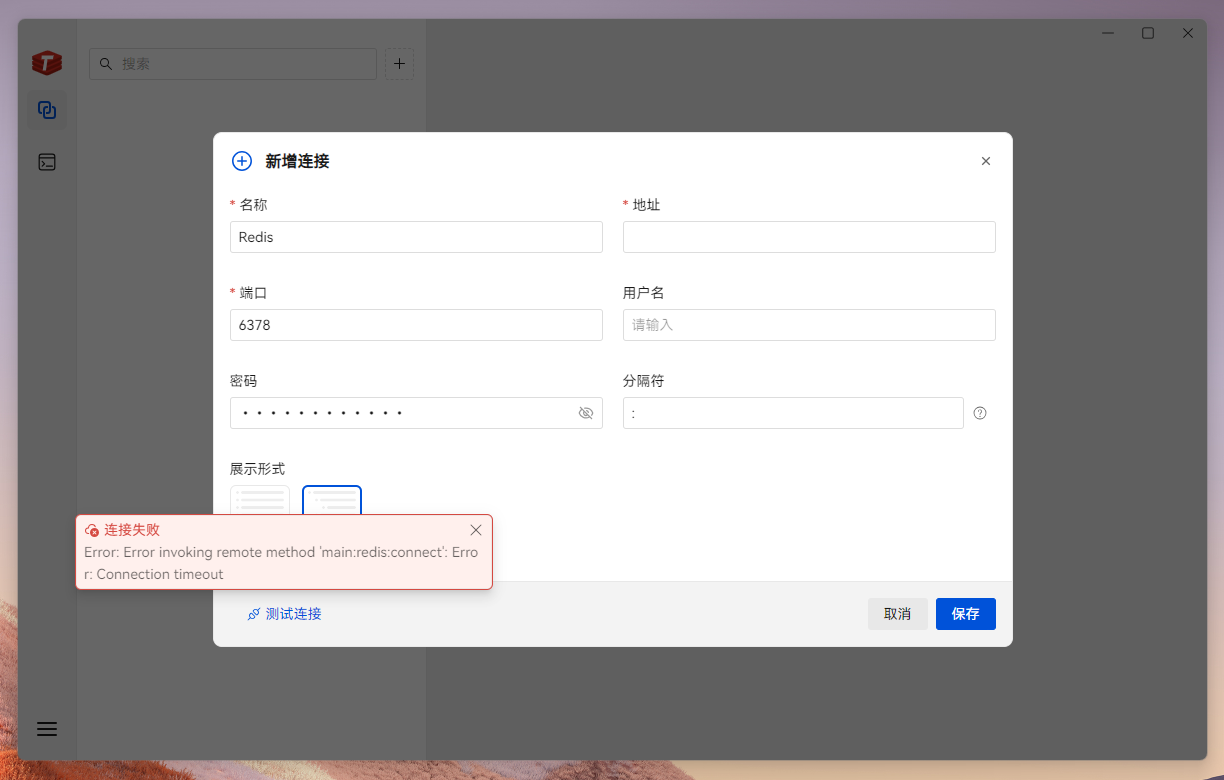 搜索
新增连接
* 名称
* 地址
Redis
* 端口
用户名
6378
请输入
密码
分隔符
• • • • • • • • • • • •
:
展示形式
连接失败
Error: Error invoking remote method 'main:redis:connect': Erro
r: Connection timeout
测试连接
取消
保存